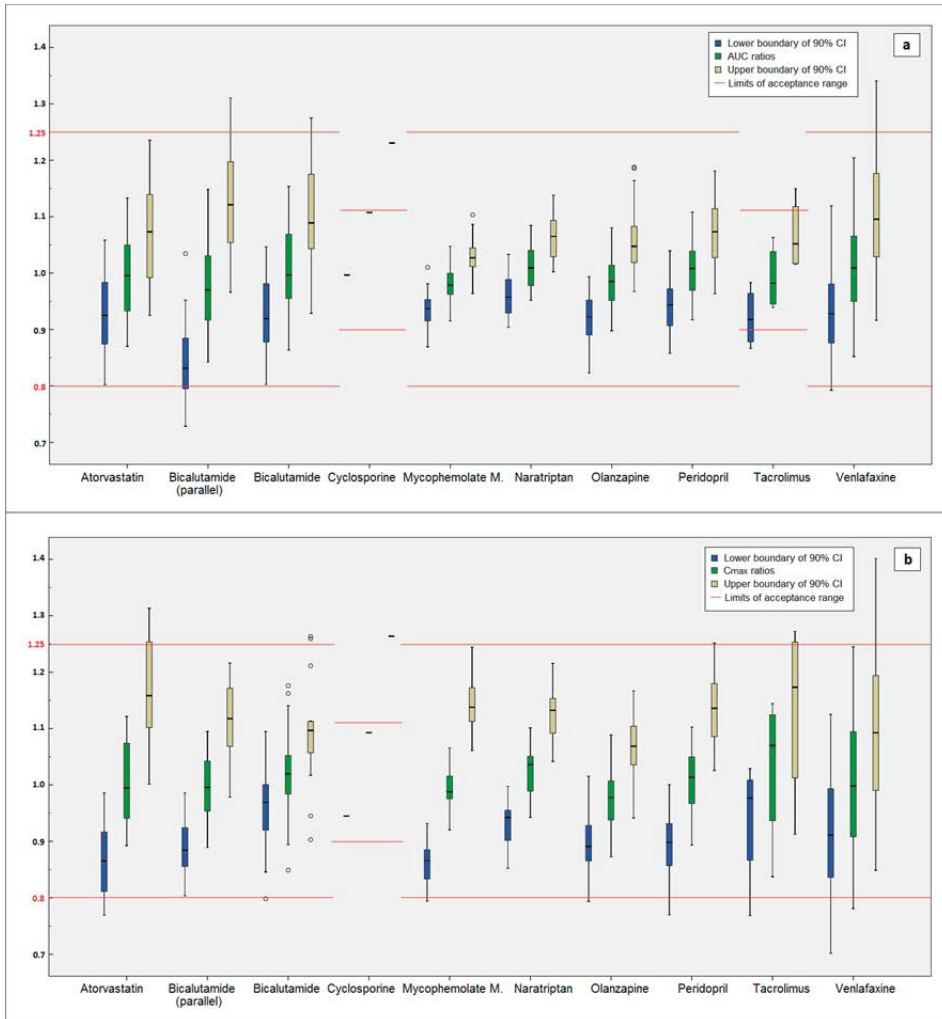 a
Lower boundary of 90% CI
AUC ratios
Upper boundary of 90% CI
Limits of acceptance range
1.4
1.3
1.25
1.2
1.1
1.0
0.9
0.8
0.7
Atorvastatin
Bicalutamide
(parallel)
Bicalutamide
Cyclosporine
Mycophemolate M.
Naratriptan
Olanzapine
Peridopril
Tacrolimus
Venlafaxine
b
Lower boundary of 90% CI
Cmax ratios
Upper boundary of 90% CI
Limits of acceptance range
1.4
1.3
1.25
1.2
1.1
1.0
0.9
0.8
0.7
Atorvastatin
Bicalutamide
(parallel)
Bicalutamide
Cyclosporine
Mycophemolate M.
Naratriptan
Olanzapine
Peridopril
Tacrolimus
Venlafaxine